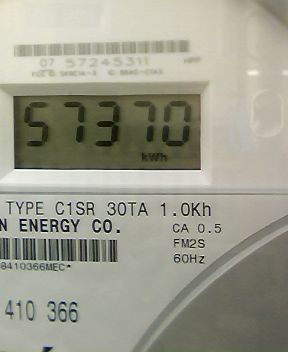 07 57245311
57370
kWh
TYPE C1SR 30TA 1.0Kh
N ENERGY CO.
CA 0.5
FM2S
60Hz
8410366MEC*
410 366